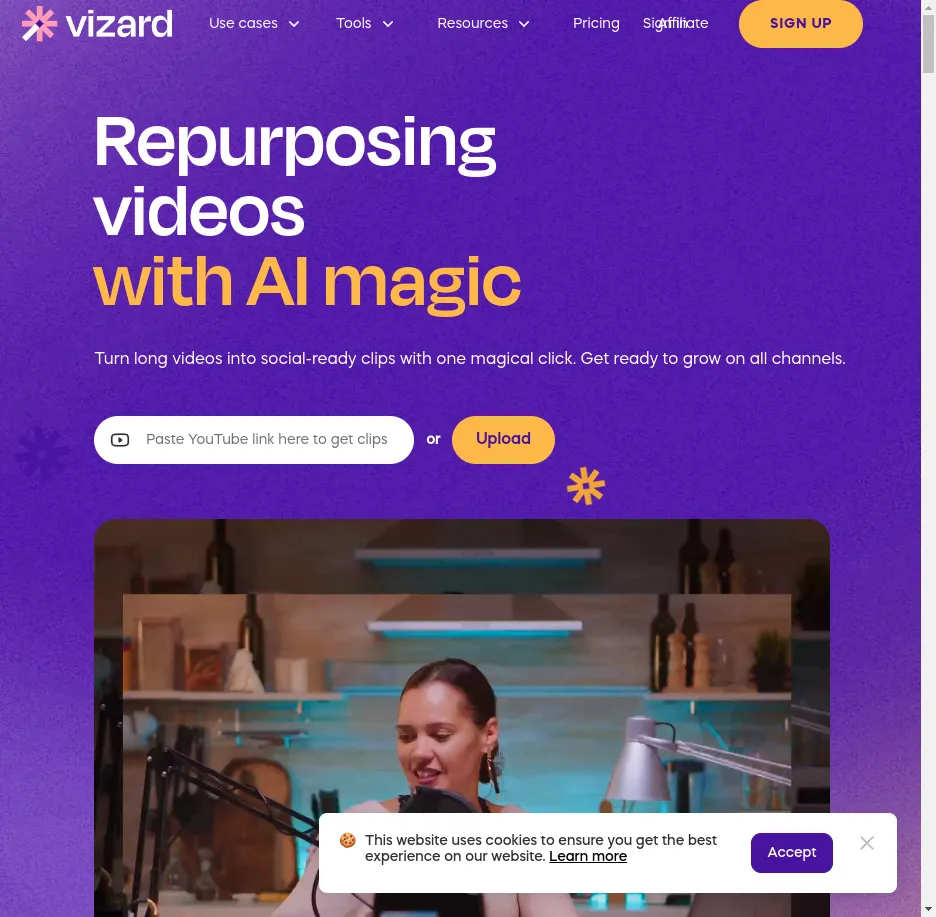 vizard
Use cases
Tools
Resources
Pricing
Sign in
Affiliate
SIGN UP
Repurposing
videos
with AI magic
Turn long videos into social-ready clips with one magical click. Get ready to grow on all channels.
Paste YouTube link here to get clips
or
Upload
This website uses cookies to ensure you get the best
experience on our website. Learn more
Accept